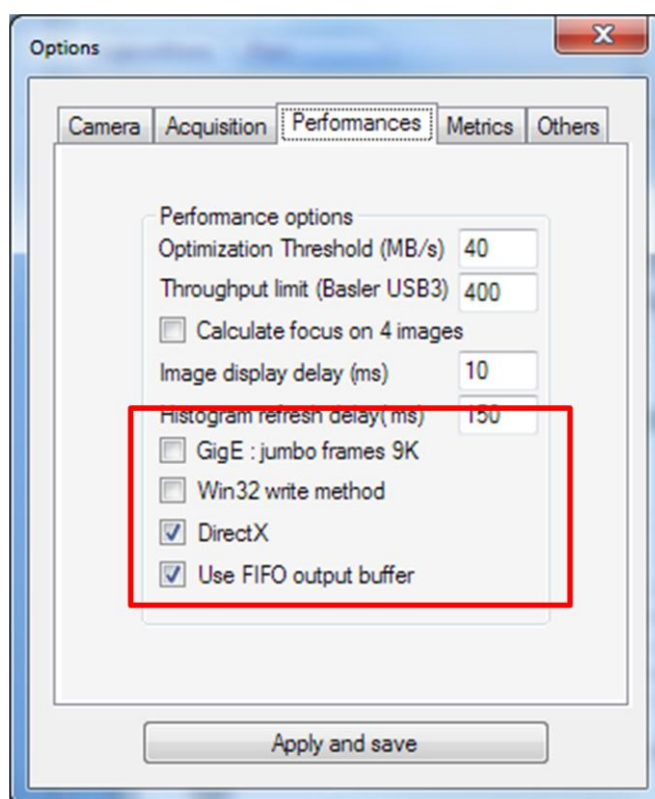 Options
Camera Acquisition Performances Metrics Others
Performance options
Optimization Threshold (MB/s) 40
Throughput limit (Basler USB3) 400
Calculate focus on 4 images
Image display delay (ms) 10
Histogram refresh delay( ms) 150
GigE : jumbo frames 9K
Win32 write method
DirectX
Use FIFO output buffer
Apply and save